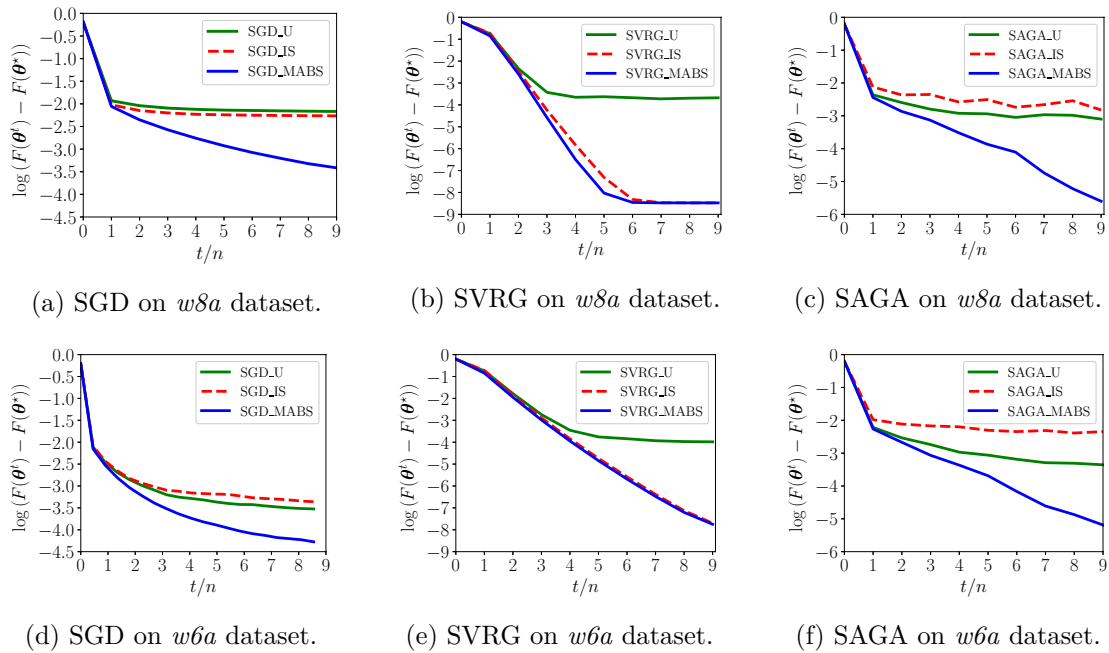 0.0
−0.5
−1.0
−1.5
−2.0
−2.5
−3.0
−3.5
−4.0
−4.5
log (F(θᵗ) − F(θ⋆))
SGD_U
SGD_IS
SGD_MABS
0 1 2 3 4 5 6 7 8 9
t/n
(a) SGD on w8a dataset.
0
−1
−2
−3
−4
−5
−6
−7
−8
−9
log (F(θᵗ) − F(θ⋆))
SVRG_U
SVRG_IS
SVRG_MABS
0 1 2 3 4 5 6 7 8 9
t/n
(b) SVRG on w8a dataset.
0
−1
−2
−3
−4
−5
−6
log (F(θᵗ) − F(θ⋆))
SAGA_U
SAGA_IS
SAGA_MABS
0 1 2 3 4 5 6 7 8 9
t/n
(c) SAGA on w8a dataset.
0.0
−0.5
−1.0
−1.5
−2.0
−2.5
−3.0
−3.5
−4.0
−4.5
log (F(θᵗ) − F(θ⋆))
SGD_U
SGD_IS
SGD_MABS
0 1 2 3 4 5 6 7 8 9
t/n
(d) SGD on w6a dataset.
0
−1
−2
−3
−4
−5
−6
−7
−8
−9
log (F(θᵗ) − F(θ⋆))
SVRG_U
SVRG_IS
SVRG_MABS
0 1 2 3 4 5 6 7 8 9
t/n
(e) SVRG on w6a dataset.
0
−1
−2
−3
−4
−5
−6
log (F(θᵗ) − F(θ⋆))
SAGA_U
SAGA_IS
SAGA_MABS
0 1 2 3 4 5 6 7 8 9
t/n
(f) SAGA on w6a dataset.